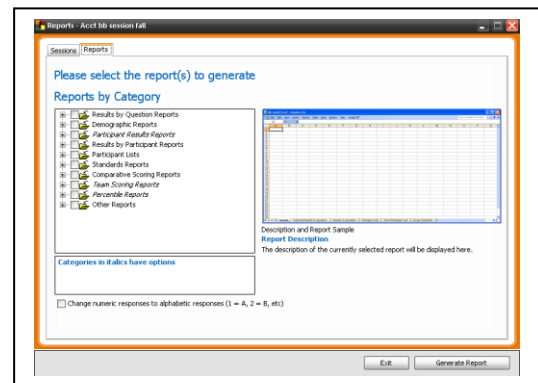 Reports - Acct bb session fall
Sessions Reports
Please select the report(s) to generate
Reports by Category
Results by Question Reports
Demographic Reports
Participant Results Reports
Results by Participant Reports
Participant Lists
Standards Reports
Comparative Scoring Reports
Team Scoring Reports
Percentile Reports
Other Reports
Description and Report Sample
Report Description
The description of the currently selected report will be displayed here.
Categories in italics have options
Change numeric responses to alphabetic responses (1 = A, 2 = B, etc)
Exit Generate Report